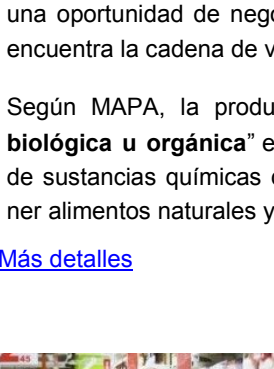 una oportunidad de nego
encuentra la cadena de v
Según MAPA, la produ
biológica u orgánica” e
de sustancias químicas
ner alimentos naturales y
Más detalles
45